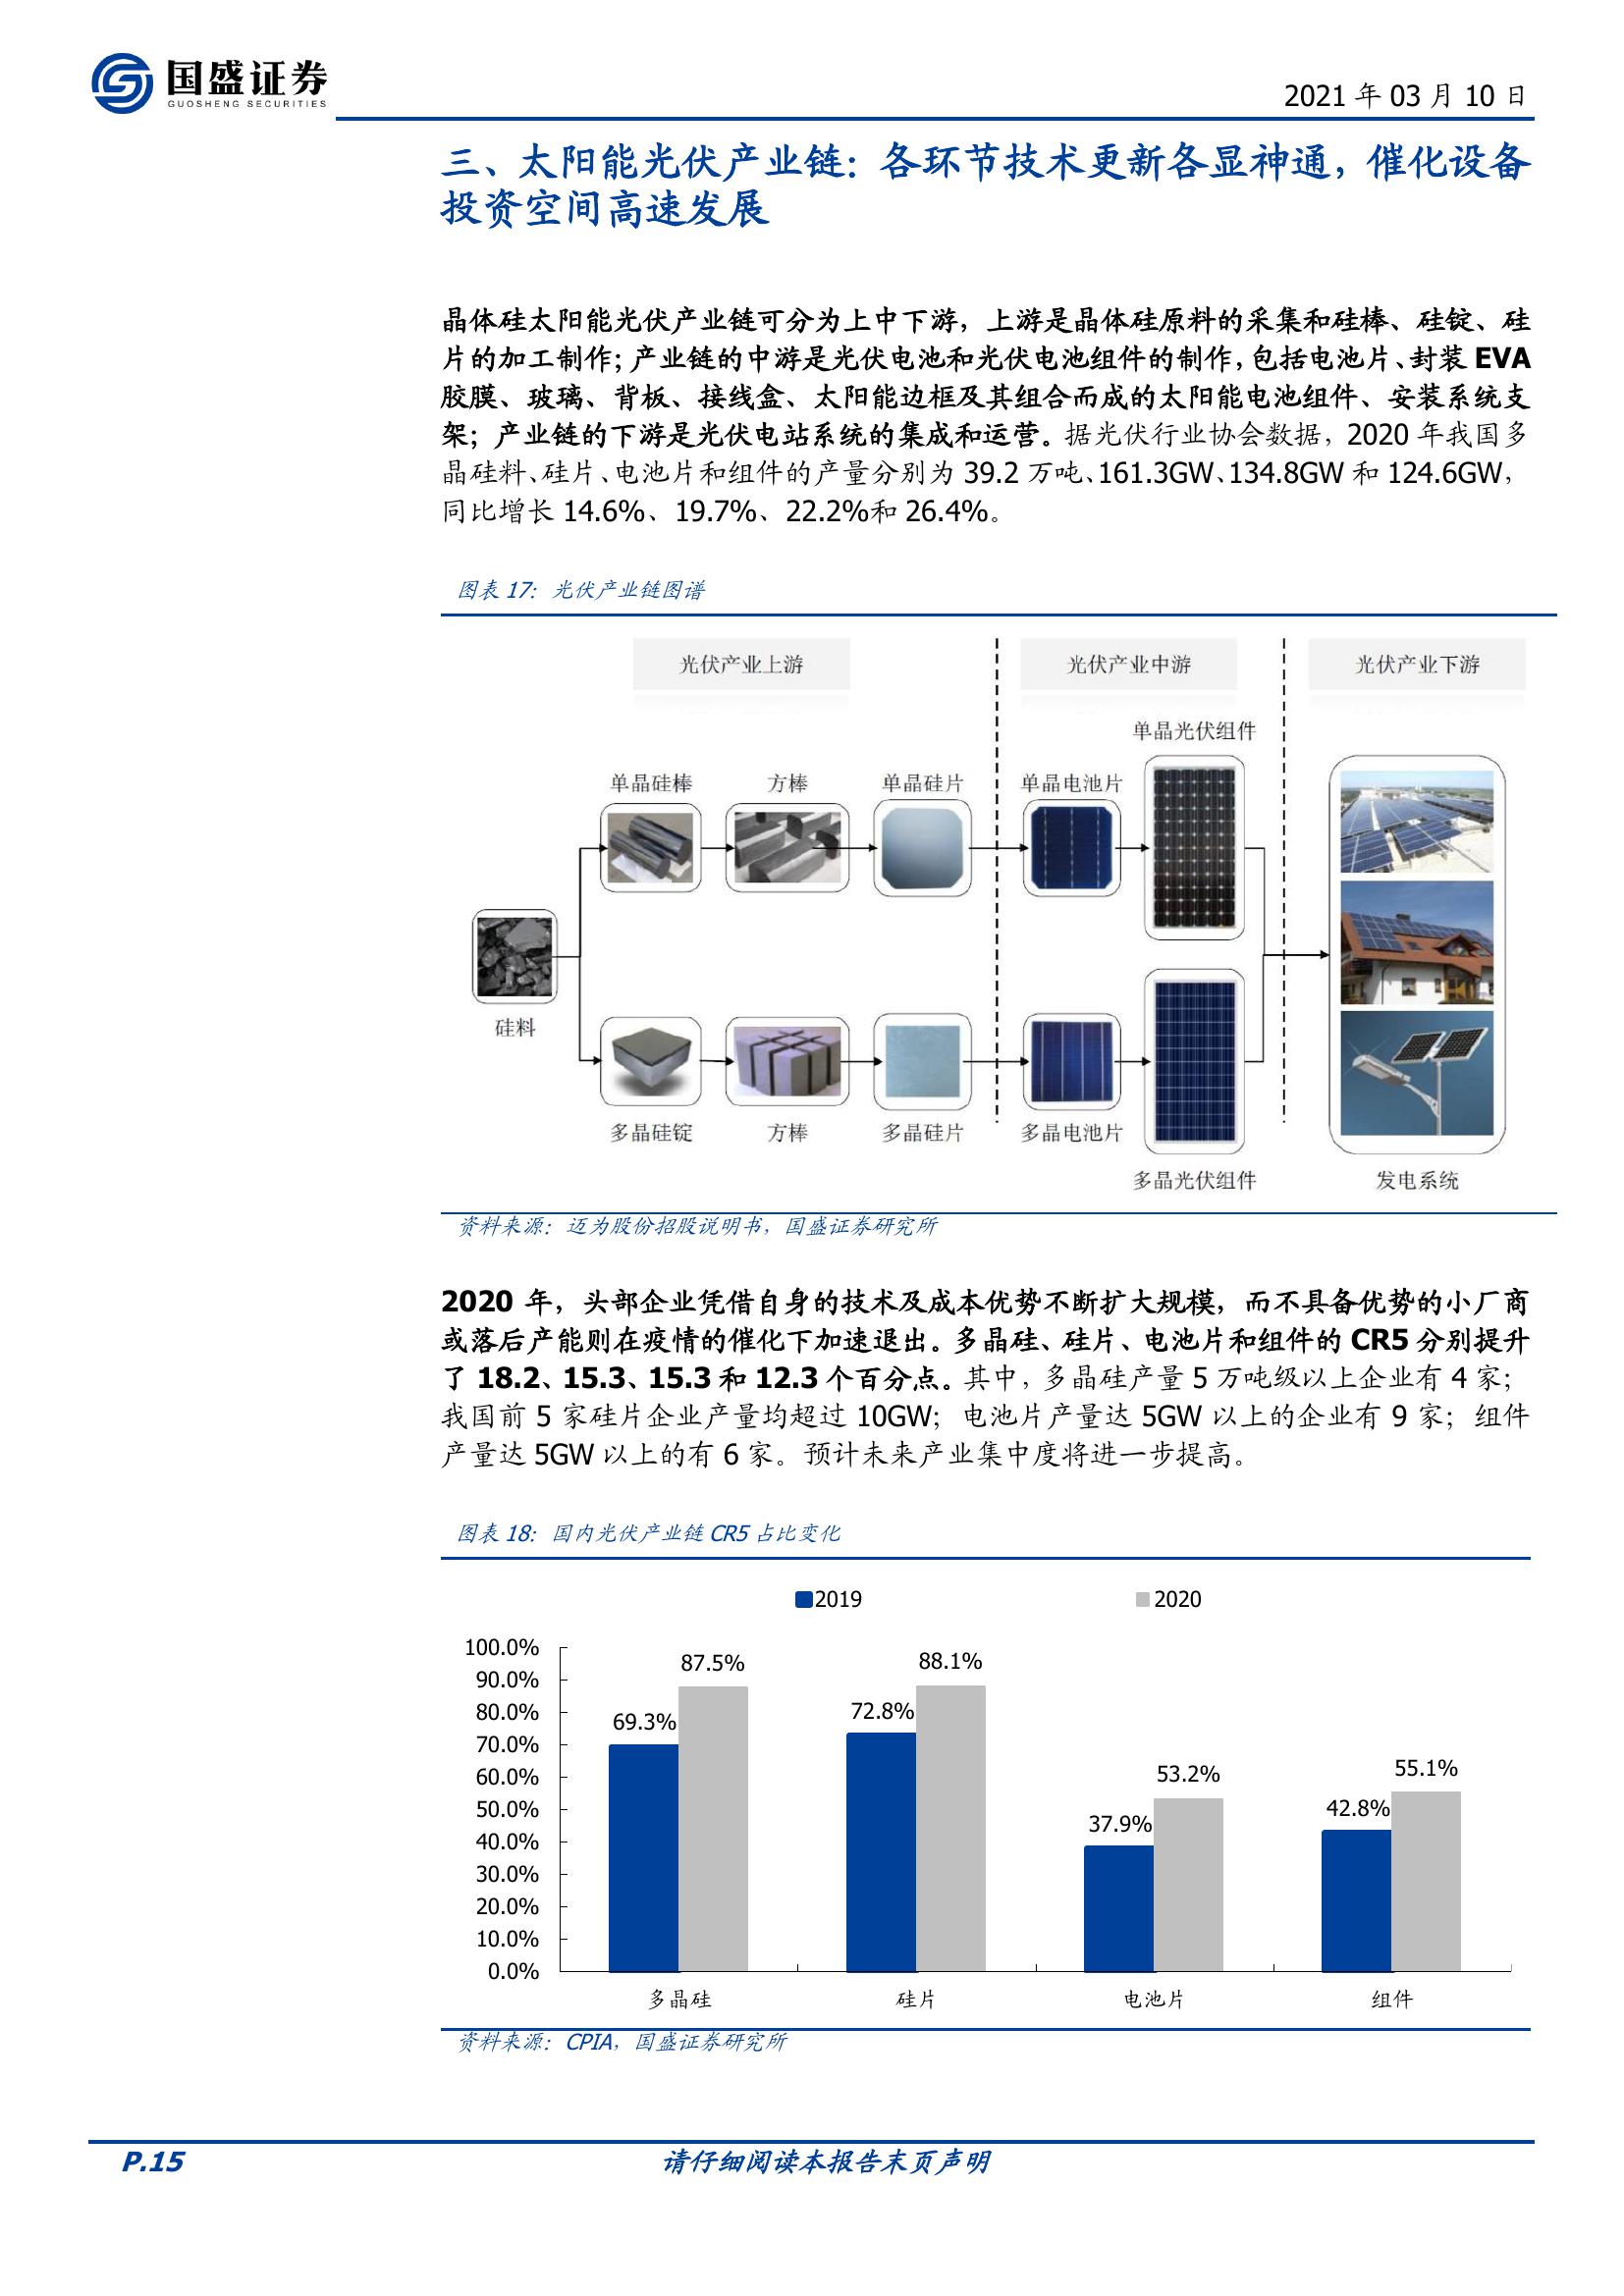 国盛证券
GUOSHENG SECURITIES
2021 年 03 月 10 日
三、太阳能光伏产业链：各环节技术更新各显神通，催化设备
投资空间高速发展
晶体硅太阳能光伏产业链可分为上中下游，上游是晶体硅原料的采集和硅棒、硅锭、硅
片的加工制作；产业链的中游是光伏电池和光伏电池组件的制作，包括电池片、封装 EVA
胶膜、玻璃、背板、接线盒、太阳能边框及其组合而成的太阳能电池组件、安装系统支
架；产业链的下游是光伏电站系统的集成和运营。据光伏行业协会数据，2020 年我国多
晶硅料、硅片、电池片和组件的产量分别为 39.2 万吨、161.3GW、134.8GW 和 124.6GW，
同比增长 14.6%、19.7%、22.2%和 26.4%。
图表 17：光伏产业链图谱
光伏产业上游 光伏产业中游 光伏产业下游
单晶光伏组件
单晶硅棒 方棒 单晶硅片 单晶电池片
硅料
多晶硅锭 方棒 多晶硅片 多晶电池片
多晶光伏组件 发电系统
资料来源：迈为股份招股说明书，国盛证券研究所
2020 年，头部企业凭借自身的技术及成本优势不断扩大规模，而不具备优势的小厂商
或落后产能则在疫情的催化下加速退出。多晶硅、硅片、电池片和组件的 CR5 分别提升
了 18.2、15.3、15.3 和 12.3 个百分点。其中，多晶硅产量 5 万吨级以上企业有 4 家；
我国前 5 家硅片企业产量均超过 10GW；电池片产量达 5GW 以上的企业有 9 家；组件
产量达 5GW 以上的有 6 家。预计未来产业集中度将进一步提高。
图表 18：国内光伏产业链 CR5 占比变化
2019 2020
100.0%
90.0%
80.0%
70.0%
60.0%
50.0%
40.0%
30.0%
20.0%
10.0%
0.0%
69.3% 87.5%
72.8% 88.1%
37.9% 53.2%
42.8% 55.1%
多晶硅 硅片 电池片 组件
资料来源：CPIA，国盛证券研究所
P.15 请仔细阅读本报告末页声明